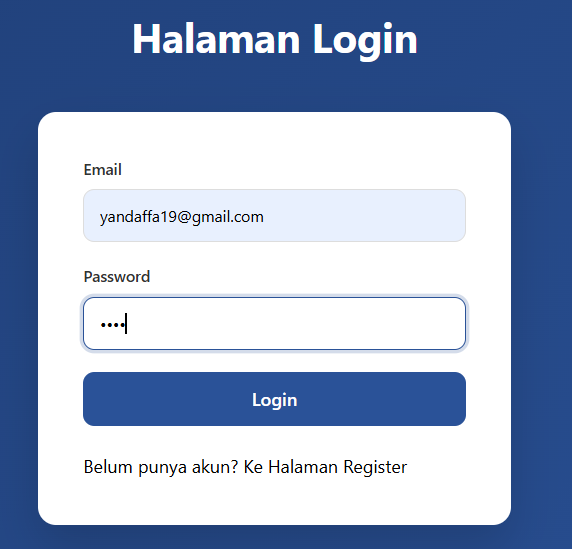 Halaman Login
Email
yandaffa19@gmail.com
Password
••••
Login
Belum punya akun? Ke Halaman Register